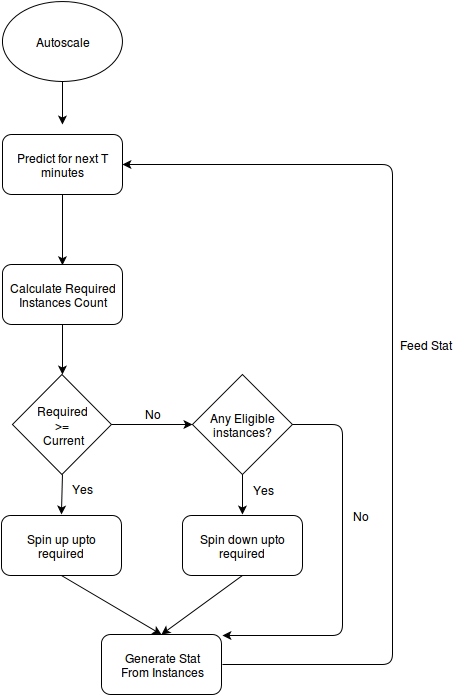 Autoscale
Predict for next T
minutes
Calculate Required
Instances Count
Feed Stat
Required
>=
Current
No
Any Eligible
instances?
Yes
Yes
No
Spin up upto
required
Spin down upto
required
Generate Stat
From Instances